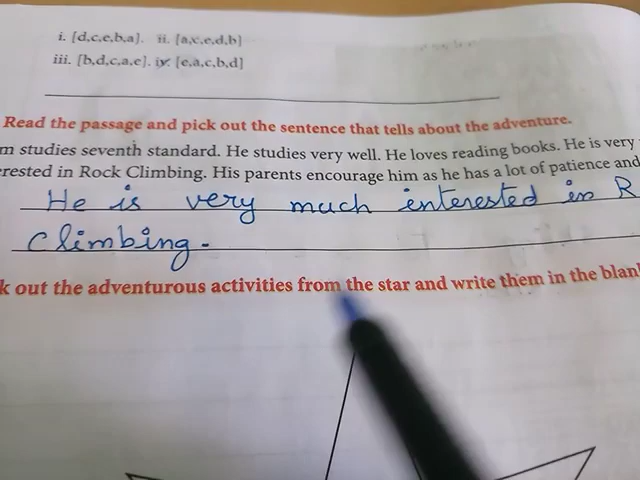 i. [d,c,e,b,a]. ii. [a,c,e,d,b]
iii. [b,d,c,a,e]. iv. [e,a,c,b,d]
Read the passage and pick out the sentence that tells about the adventure.
m studies seventh standard. He studies very well. He loves reading books. He is very
rested in Rock Climbing. His parents encourage him as he has a lot of patience and
He is very much interested in R
Climbing.
k out the adventurous activities from the star and write them in the blan